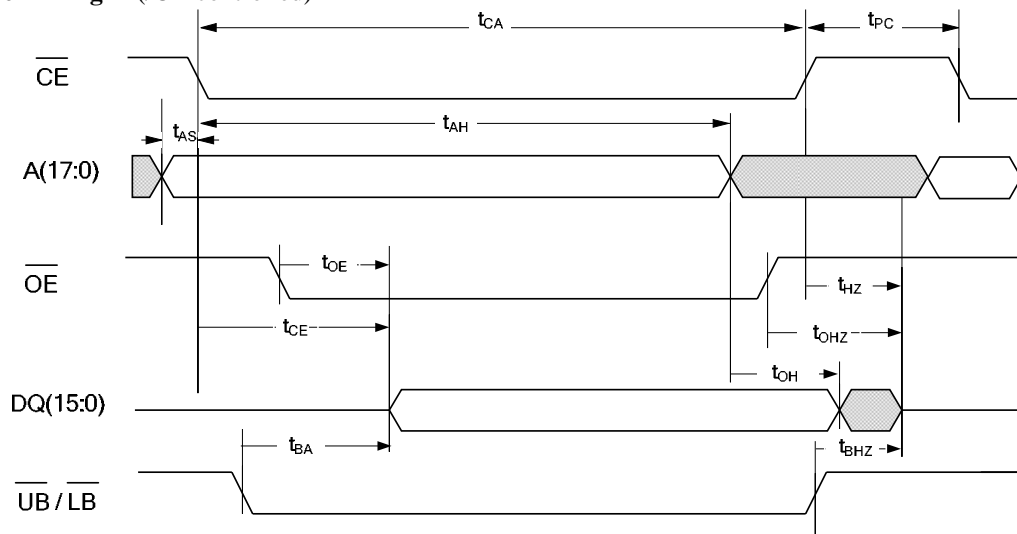 t_CA
t_PC
CE
t_AS
t_AH
A(17:0)
OE
t_OE
t_HZ
t_CE
t_OHZ
t_OH
DQ(15:0)
t_BA
t_BHZ
UB / LB